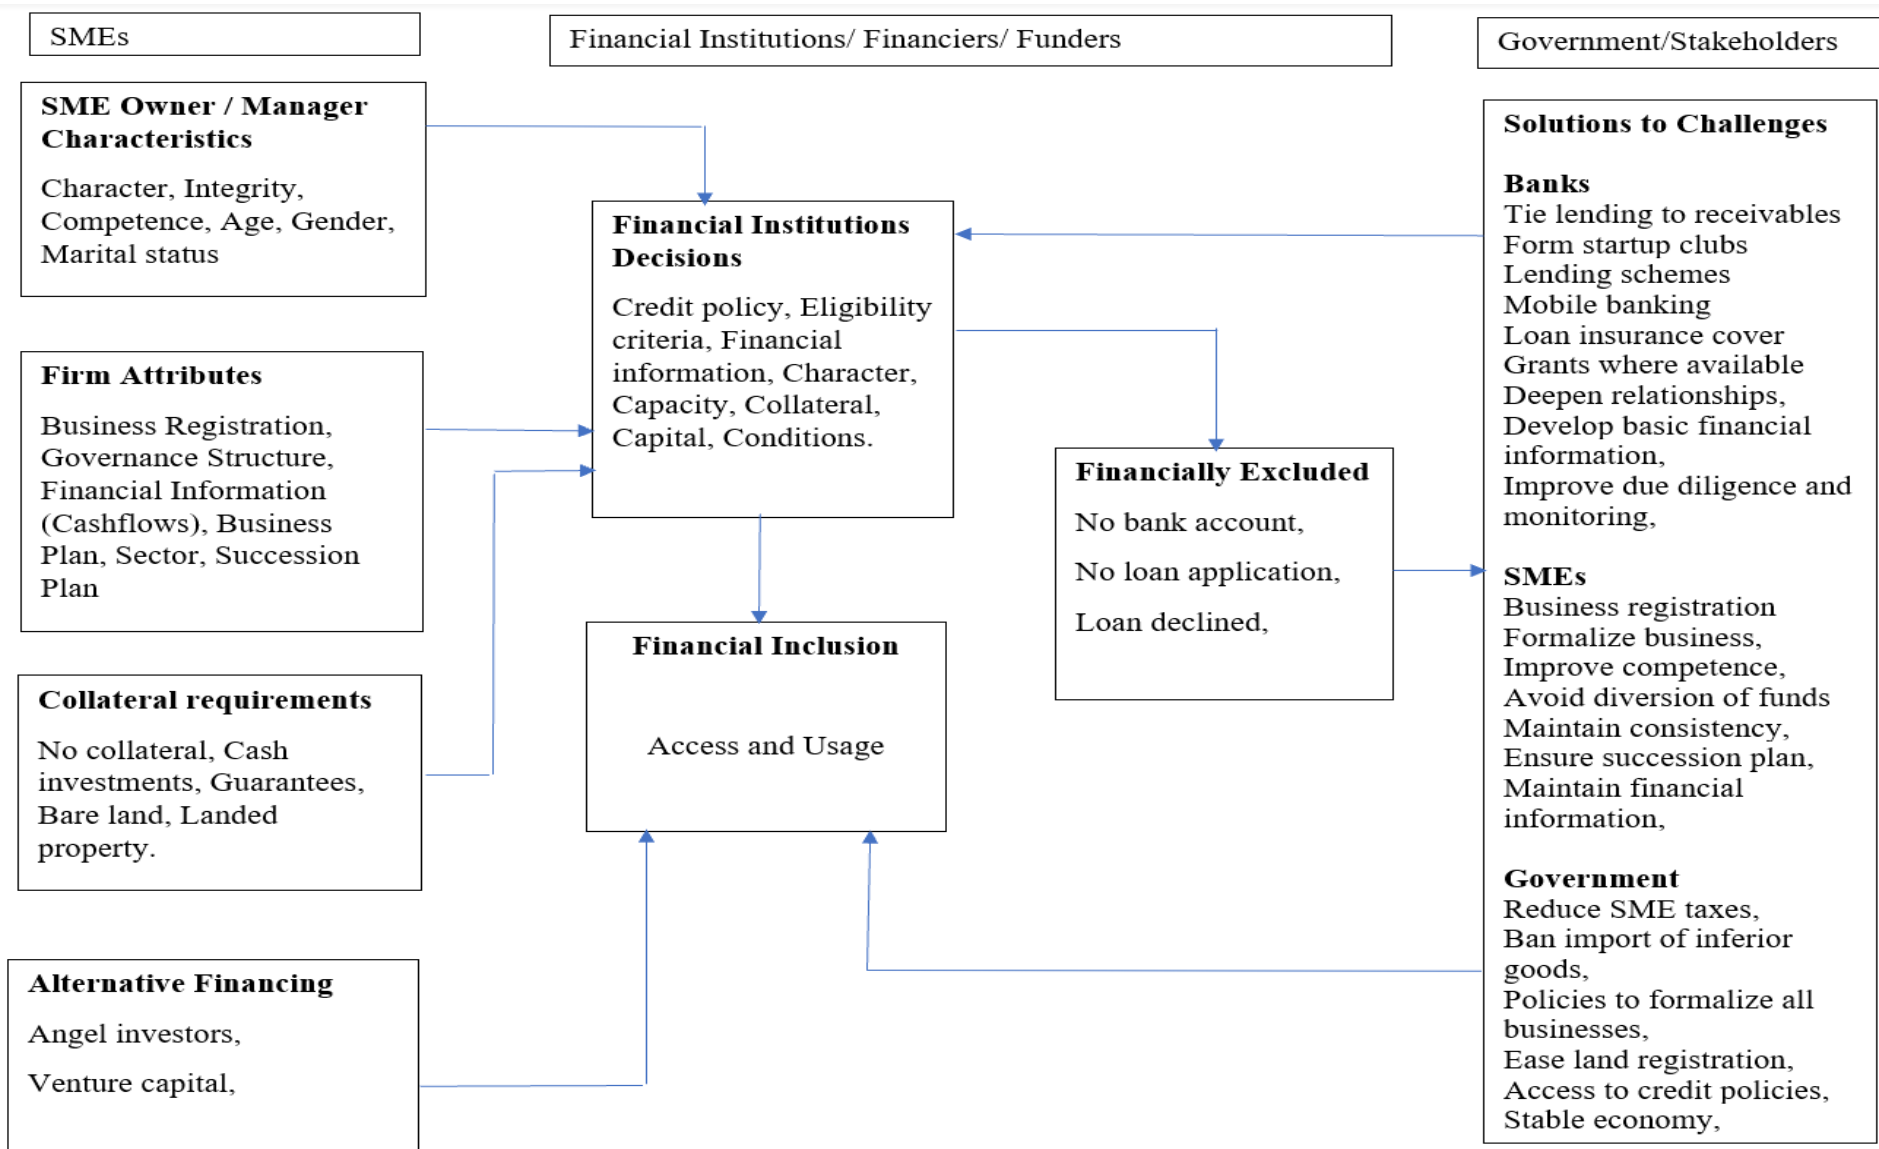 SMEs
Financial Institutions/ Financiers/ Funders
Government/Stakeholders
SME Owner / Manager
Characteristics
Character, Integrity,
Competence, Age, Gender,
Marital status
Firm Attributes
Business Registration,
Governance Structure,
Financial Information
(Cashflows), Business
Plan, Sector, Succession
Plan
Collateral requirements
No collateral, Cash
investments, Guarantees,
Bare land, Landed
property.
Alternative Financing
Angel investors,
Venture capital,
Financial Institutions
Decisions
Credit policy, Eligibility
criteria, Financial
information, Character,
Capacity, Collateral,
Capital, Conditions.
Financial Inclusion
Access and Usage
Financially Excluded
No bank account,
No loan application,
Loan declined,
Solutions to Challenges
Banks
Tie lending to receivables
Form startup clubs
Lending schemes
Mobile banking
Loan insurance cover
Grants where available
Deepen relationships,
Develop basic financial
information,
Improve due diligence and
monitoring,
SMEs
Business registration
Formalize business,
Improve competence,
Avoid diversion of funds
Maintain consistency,
Ensure succession plan,
Maintain financial
information,
Government
Reduce SME taxes,
Ban import of inferior
goods,
Policies to formalize all
businesses,
Ease land registration,
Access to credit policies,
Stable economy,